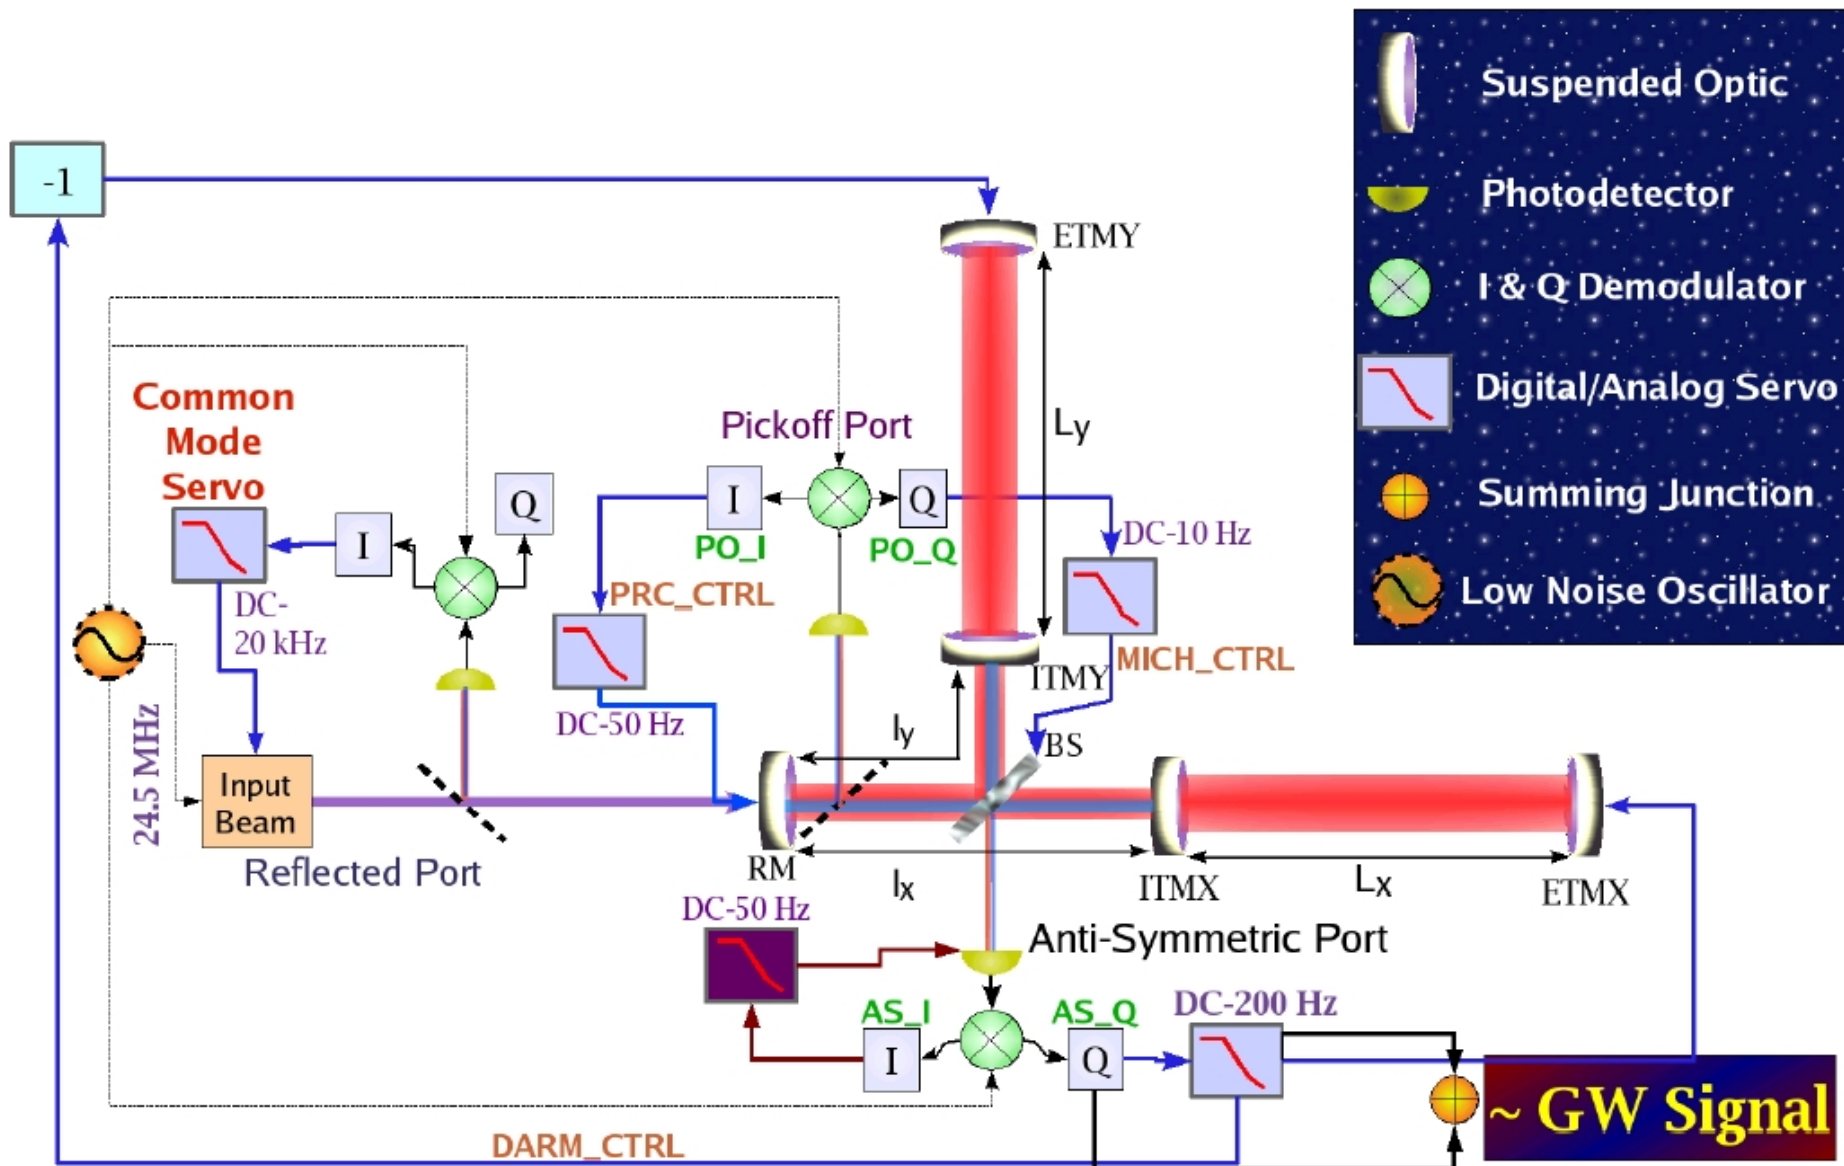 Suspended Optic
Photodetector
I & Q Demodulator
Digital/Analog Servo
Summing Junction
Low Noise Oscillator
-1
ETMY
Ly
Common
Mode
Servo
Pickoff Port
I
Q
I
Q
PO_I
PO_Q
DC-10 Hz
DC-
20 kHz
PRC_CTRL
DC-50 Hz
ITMY
MICH_CTRL
24.5 MHz
ly
BS
Input
Beam
Reflected Port
RM
lx
ITMX
Lx
ETMX
DC-50 Hz
Anti-Symmetric Port
AS_I
AS_Q
DC-200 Hz
I
Q
~ GW Signal
DARM_CTRL